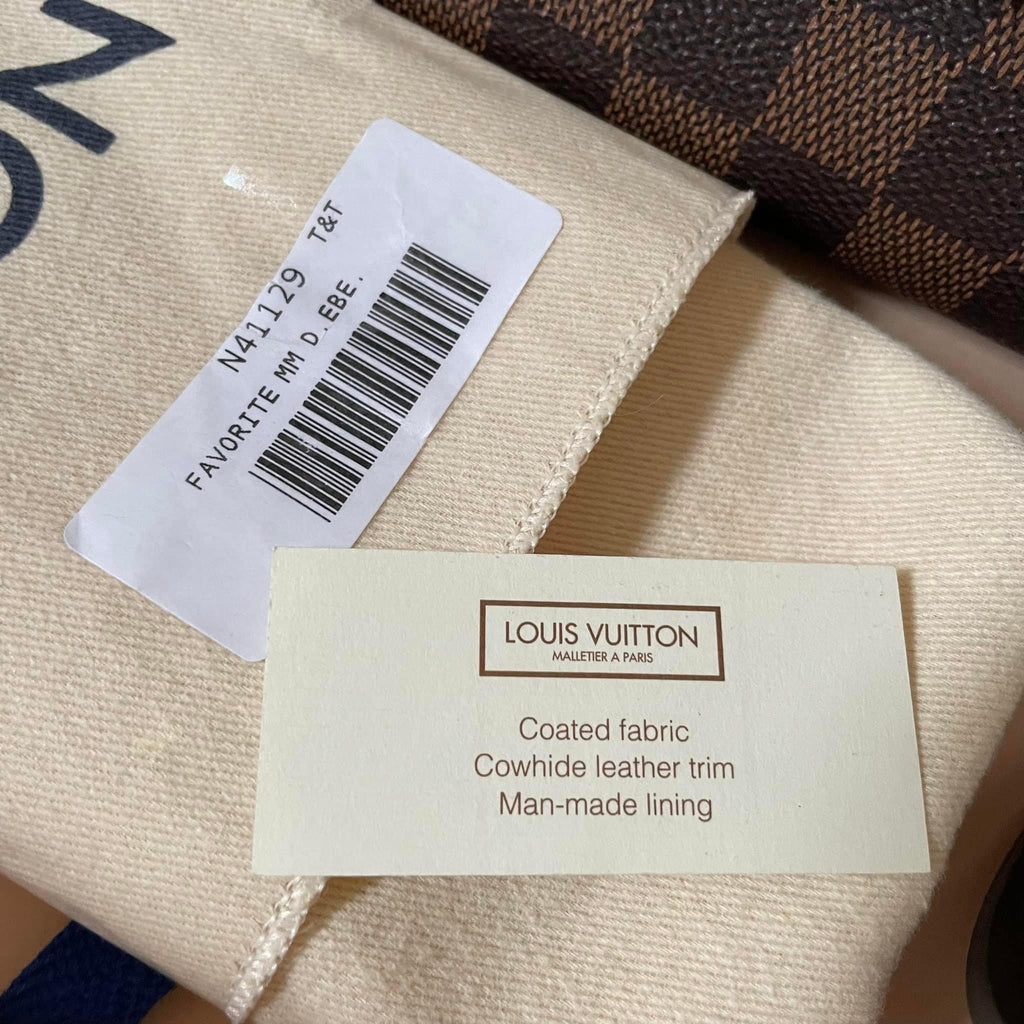 N41129 T&T
FAVORITE MM D.EBE.
LOUIS VUITTON
MALLETIER A PARIS
Coated fabric
Cowhide leather trim
Man-made lining